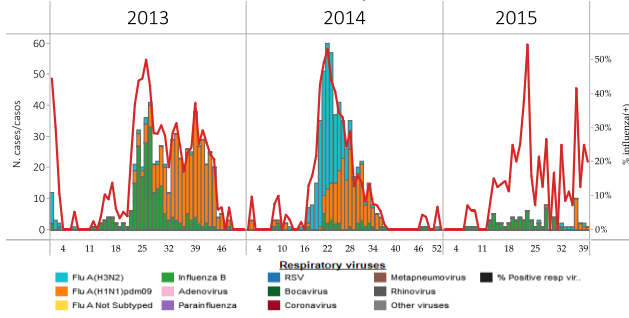 2013 2014 2015
60
50
40
30
20
10
0
N. cases/casos
50%
40%
30%
20%
10%
0%
% influenza(+)
4 11 18 25 32 39 46 4 10 16 22 28 34 40 46 52 4 11 18 25 32 39
Respiratory viruses
Flu A(H3N2) Influenza B RSV Metapneumovirus % Positive resp vir..
Flu A(H1N1)pdm09 Adenovirus Bocavirus Rhinovirus
Flu A Not Subtyped Parainfluenza Coronavirus Other viruses